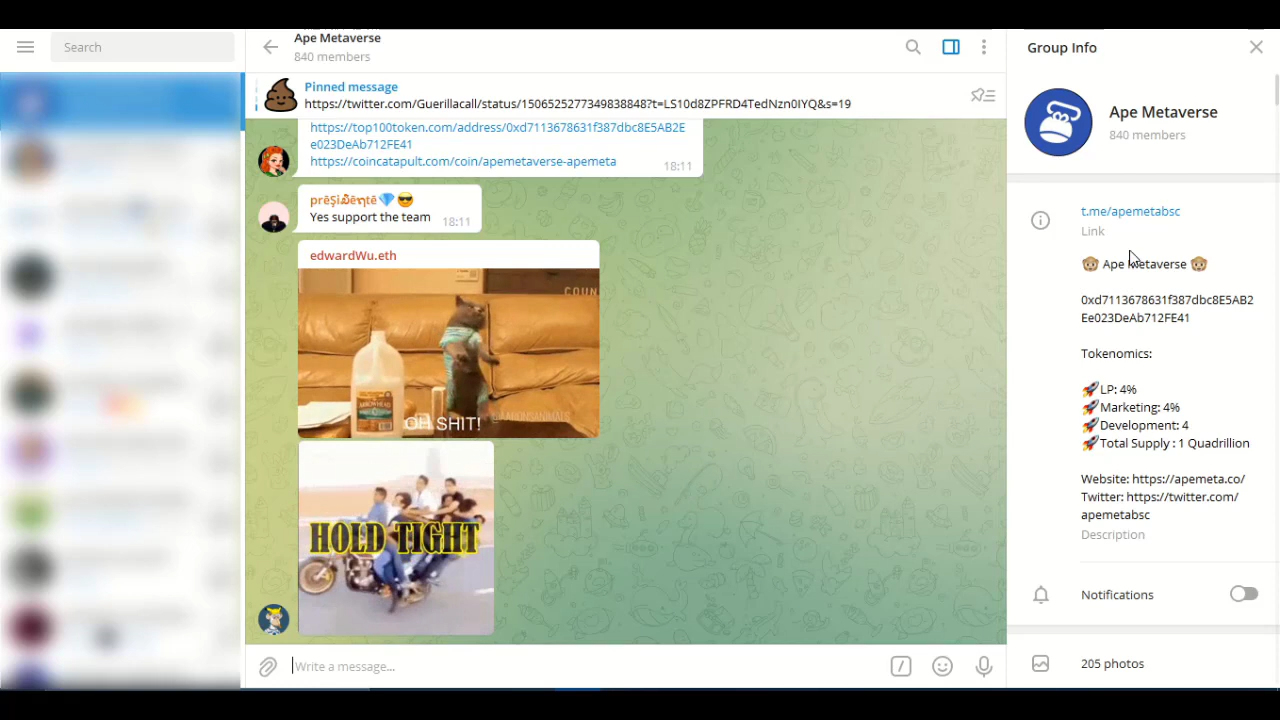 Search
Ape Metaverse
840 members
Pinned message
https://twitter.com/Guerillacall/status/1506525277349838848?t=LS10d8ZPFRD4TedNzn0IYQ&s=19
https://top100token.com/address/0xd7113678631f387dbc8E5AB2E
e023DeAb712FE41
https://coincatapult.com/coin/apemetaverse-apemeta
18:11
Yes support the team
18:11
edwardWu.eth
COUN
ARROWHEAD
OH SHIT!
@AARONSANIMALS
HOLD TIGHT
Write a message...
Group Info
Ape Metaverse
840 members
t.me/apemetabsc
Link
🐵 Ape Metaverse 🐵
0xd7113678631f387dbc8E5AB2
Ee023DeAb712FE41
Tokenomics:
🚀LP: 4%
🚀Marketing: 4%
🚀Development: 4
🚀Total Supply : 1 Quadrillion
Website: https://apemeta.co/
Twitter: https://twitter.com/
apemetabsc
Description
Notifications
205 photos